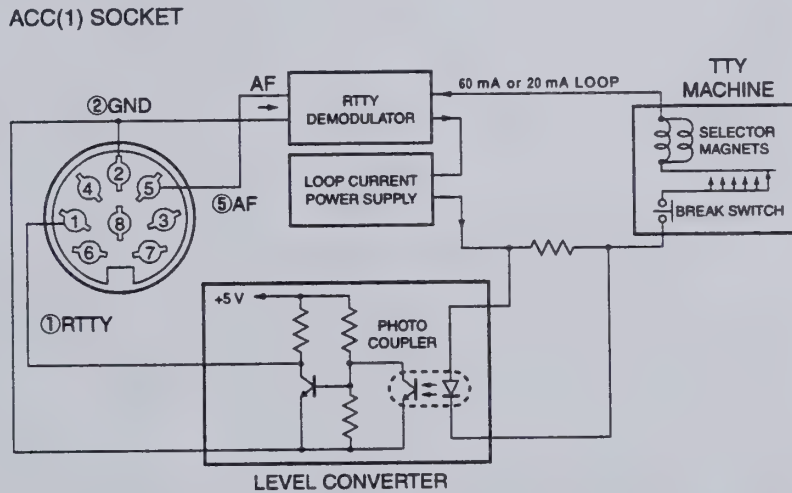 ACC(1) SOCKET
②GND
AF
RTTY
DEMODULATOR
60 mA or 20 mA LOOP
TTY
MACHINE
SELECTOR
MAGNETS
BREAK SWITCH
LOOP CURRENT
POWER SUPPLY
2
4
5
1
8
3
6
7
⑤AF
①RTTY
+5 V
PHOTO
COUPLER
LEVEL CONVERTER